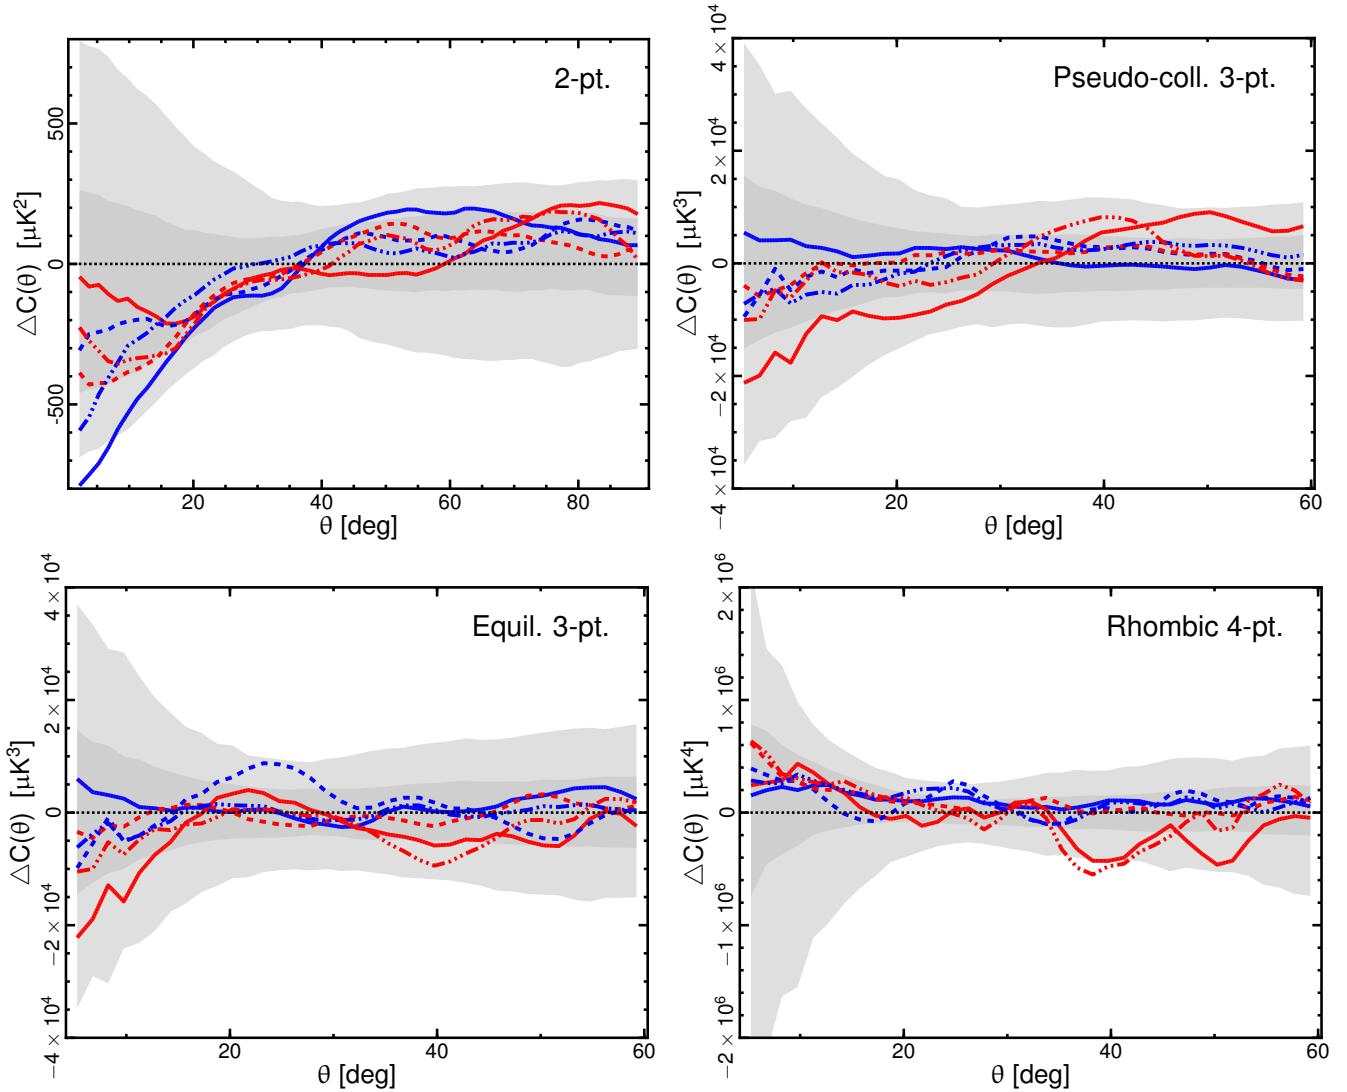 2-pt.
500
0
-500
△C(θ) [μK²]
20 40 60 80
θ [deg]
Pseudo-coll. 3-pt.
4 × 10⁴
2 × 10⁴
0
−2 × 10⁴
−4 × 10⁴
△C(θ) [μK³]
20 40 60
θ [deg]
Equil. 3-pt.
4 × 10⁴
2 × 10⁴
0
−2 × 10⁴
−4 × 10⁴
△C(θ) [μK³]
20 40 60
θ [deg]
Rhombic 4-pt.
2 × 10⁶
1 × 10⁶
0
−1 × 10⁶
−2 × 10⁶
△C(θ) [μK⁴]
20 40 60
θ [deg]